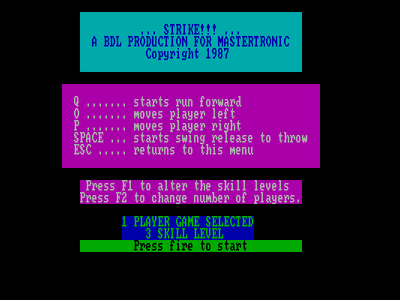 ... STRIKE!!! ...
A BDL PRODUCTION FOR MASTERTRONIC
Copyright 1987
Q ....... starts run forward
O ....... moves player left
P ....... moves player right
SPACE ... starts swing release to throw
ESC ..... returns to this menu
Press F1 to alter the skill levels
Press F2 to change number of players.
1 PLAYER GAME SELECTED
3 SKILL LEVEL
Press fire to start